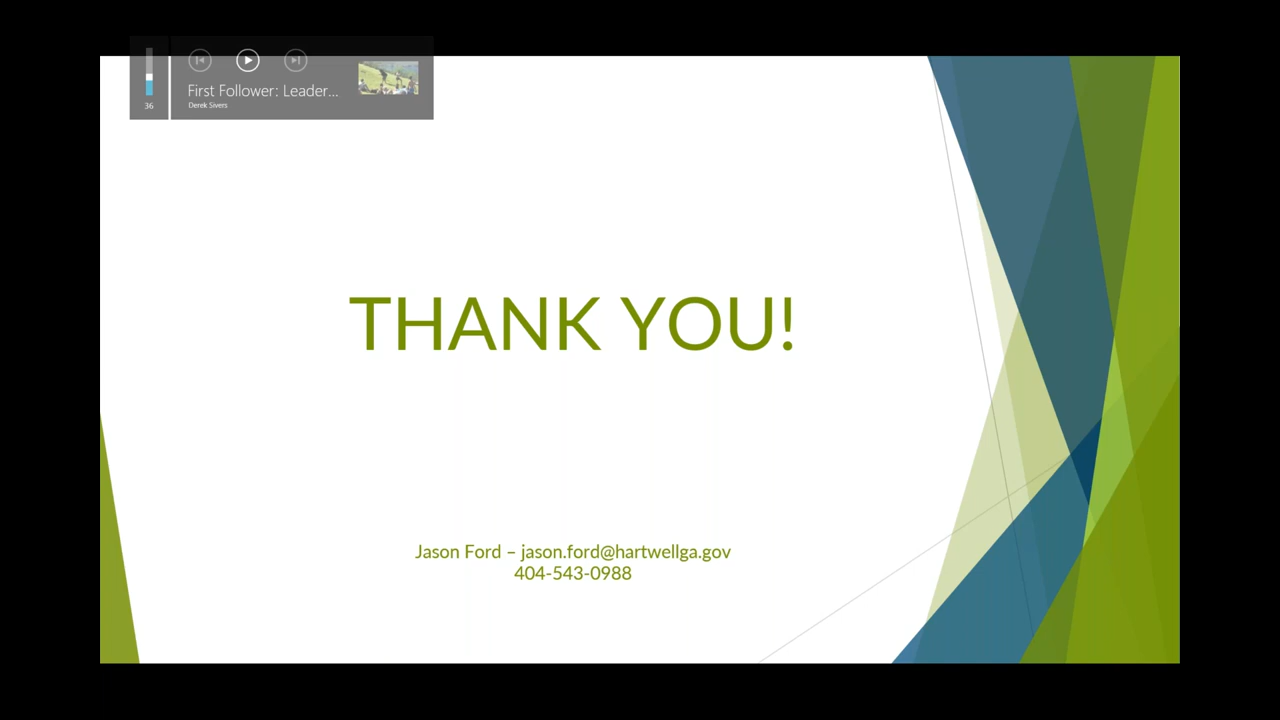 36
First Follower: Leader...
Derek Sivers
THANK YOU!
Jason Ford – jason.ford@hartwellga.gov
404-543-0988